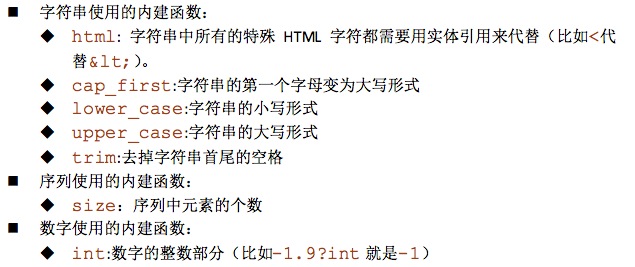 ■ 字符串使用的内建函数：
◆ html: 字符串中所有的特殊 HTML 字符都需要用实体引用来代替（比如<代
替&lt;）。
◆ cap_first:字符串的第一个字母变为大写形式
◆ lower_case:字符串的小写形式
◆ upper_case:字符串的大写形式
◆ trim:去掉字符串首尾的空格
■ 序列使用的内建函数：
◆ size：序列中元素的个数
■ 数字使用的内建函数：
◆ int:数字的整数部分（比如-1.9?int 就是-1）